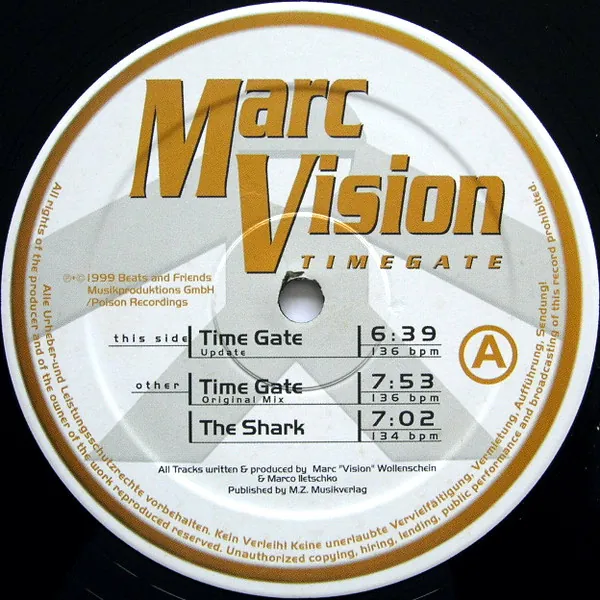 Marc
Vision
TIMEGATE
℗+© 1999 Beats and Friends
Musikproduktions GmbH
/Poison Recordings
this side Time Gate 6:39
Update 136 bpm
A
other Time Gate 7:53
Original Mix 136 bpm
The Shark 7:02
134 bpm
All Tracks written & produced by Marc "Vision" Wollenschein
& Marco Iletschko
Published by M.Z. Musikverlag
Alle Urheber-und Leistungsschutzrechte vorbehalten. Kein Verleih! Keine unerlaubte Vervielfältigung, Vermietung, Aufführung, Sendung!
All rights of the producer and of the owner of the work reproduced reserved. Unauthorized copying, hiring, lending, public performance and broadcasting of this record prohibited.